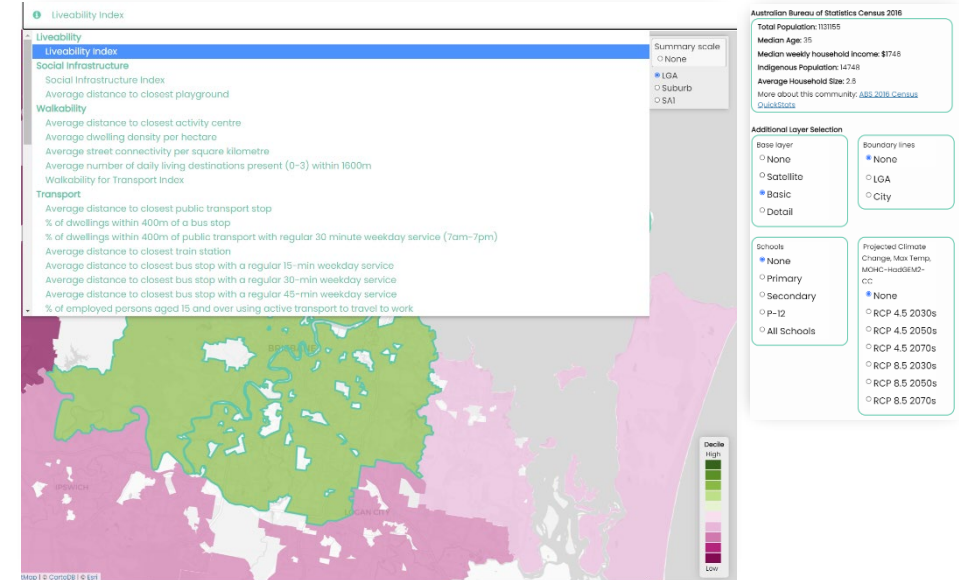 Liveability Index
Liveability
Liveability Index
Social Infrastructure
Social Infrastructure Index
Average distance to closest playground
Walkability
Average distance to closest activity centre
Average dwelling density per hectare
Average street connectivity per square kilometre
Average number of daily living destinations present (0-3) within 1600m
Walkability for Transport Index
Transport
Average distance to closest public transport stop
% of dwellings within 400m of a bus stop
% of dwellings within 400m of public transport with regular 30 minute weekday service (7am-7pm)
Average distance to closest train station
Average distance to closest bus stop with a regular 15-min weekday service
Average distance to closest bus stop with a regular 30-min weekday service
Average distance to closest bus stop with a regular 45-min weekday service
% of employed persons aged 15 and over using active transport to travel to work
Summary scale
None
LGA
Suburb
SA1
BRISBANE
IPSWICH
LOGAN CITY
Decile
High
Low
tMap | © CartoDB | © Esri
Australian Bureau of Statistics Census 2016
Total Population: 1131155
Median Age: 35
Median weekly household income: $1746
Indigenous Population: 14748
Average Household Size: 2.6
More about this community: ABS 2016 Census
QuickStats
Additional Layer Selection
Base layer
None
Satellite
Basic
Detail
Boundary lines
None
LGA
City
Schools
None
Primary
Secondary
P-12
All Schools
Projected Climate
Change, Max Temp,
MOHC-HadGEM2-
CC
None
RCP 4.5 2030s
RCP 4.5 2050s
RCP 4.5 2070s
RCP 8.5 2030s
RCP 8.5 2050s
RCP 8.5 2070s